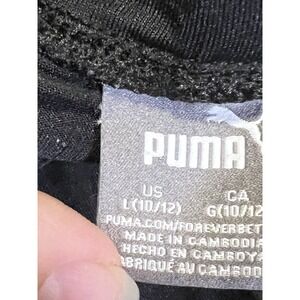 PUMA
US CA
L(10/12) G(10/12
PUMA.COM/FOREVERBET
MADE IN CAMBODIA
HECHO EN CAMBOYA
FABRIQUÉ AU CAMBOD